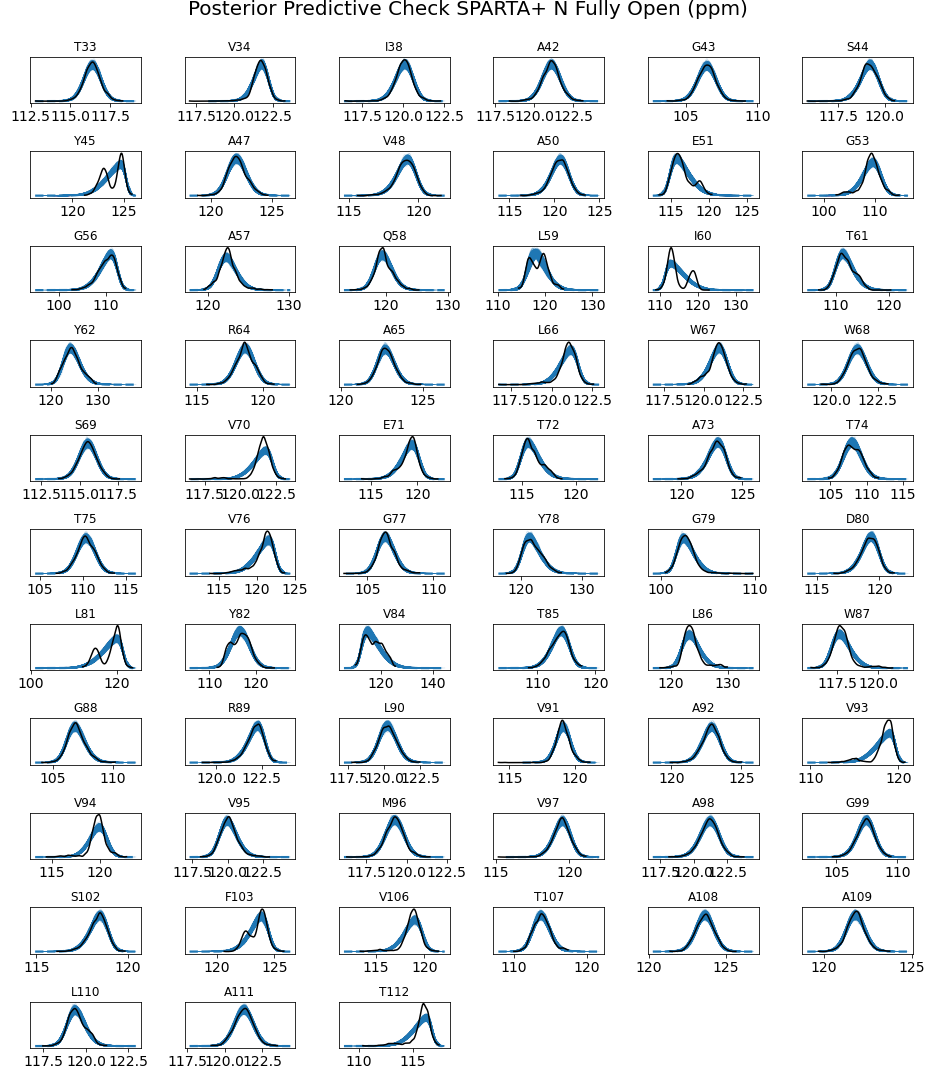 Posterior Predictive Check SPARTA+ N Fully Open (ppm)
T33 V34 I38 A42 G43 S44
112.5 115.0 117.5 117.5 120.0 122.5 117.5 120.0 122.5 117.5 120.0 122.5 105 110 117.5 120.0
Y45 A47 V48 A50 E51 G53
120 125 120 125 115 120 115 120 125 115 120 125 100 110
G56 A57 Q58 L59 I60 T61
100 110 120 130 120 130 110 120 130 110 120 130 110 120
Y62 R64 A65 L66 W67 W68
120 130 115 120 120 125 117.5 120.0 122.5 117.5 120.0 122.5 120.0 122.5
S69 V70 E71 T72 A73 T74
112.5 115.0 117.5 117.5 120.0 122.5 115 120 115 120 120 125 105 110 115
T75 V76 G77 Y78 G79 D80
105 110 115 115 120 125 105 110 120 130 100 110 115 120
L81 Y82 V84 T85 L86 W87
100 120 110 120 120 140 110 120 120 130 117.5 120.0
G88 R89 L90 V91 A92 V93
105 110 120.0 122.5 117.5 120.0 122.5 115 120 120 125 110 120
V94 V95 M96 V97 A98 G99
115 120 117.5 120.0 122.5 117.5 120.0 122.5 115 120 117.5 120.0 122.5 105 110
S102 F103 V106 T107 A108 A109
115 120 120 125 115 120 110 120 120 125 120 125
L110 A111 T112
117.5 120.0 122.5 117.5 120.0 122.5 110 115